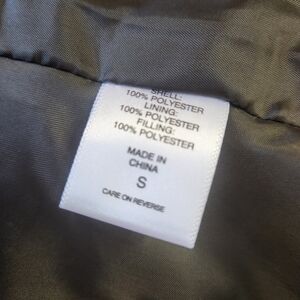 SHELL:
100% POLYESTER
LINING:
100% POLYESTER
FILLING:
100% POLYESTER
MADE IN
CHINA
S
CARE ON REVERSE